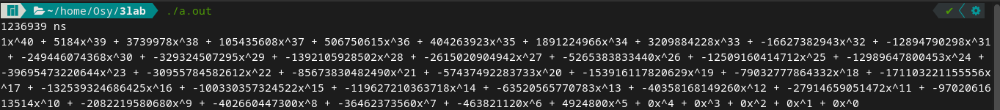 ~/home/Osy/3lab ./a.out
1236939 ns
1x^40 + 5184x^39 + 3739978x^38 + 105435608x^37 + 506750615x^36 + 404263923x^35 + 1891224966x^34 + 3209884228x^33 + -16627382943x^32 + -12894790298x^31
+ -249446074368x^30 + -329324507295x^29 + -1392105928502x^28 + -2615020904942x^27 + -5265383833440x^26 + -12509160414712x^25 + -12989647800453x^24 +
-39695473220644x^23 + -30955784582612x^22 + -85673830482490x^21 + -57437492283733x^20 + -153916117820629x^19 + -79032777864332x^18 + -171103221155556x
^17 + -132539324686425x^16 + -100330357324522x^15 + -119627210363718x^14 + -63520565770783x^13 + -40358168149260x^12 + -27914659051472x^11 + -97020616
13514x^10 + -2082219580680x^9 + -402660447300x^8 + -36462373560x^7 + -463821120x^6 + 4924800x^5 + 0x^4 + 0x^3 + 0x^2 + 0x^1 + 0x^0